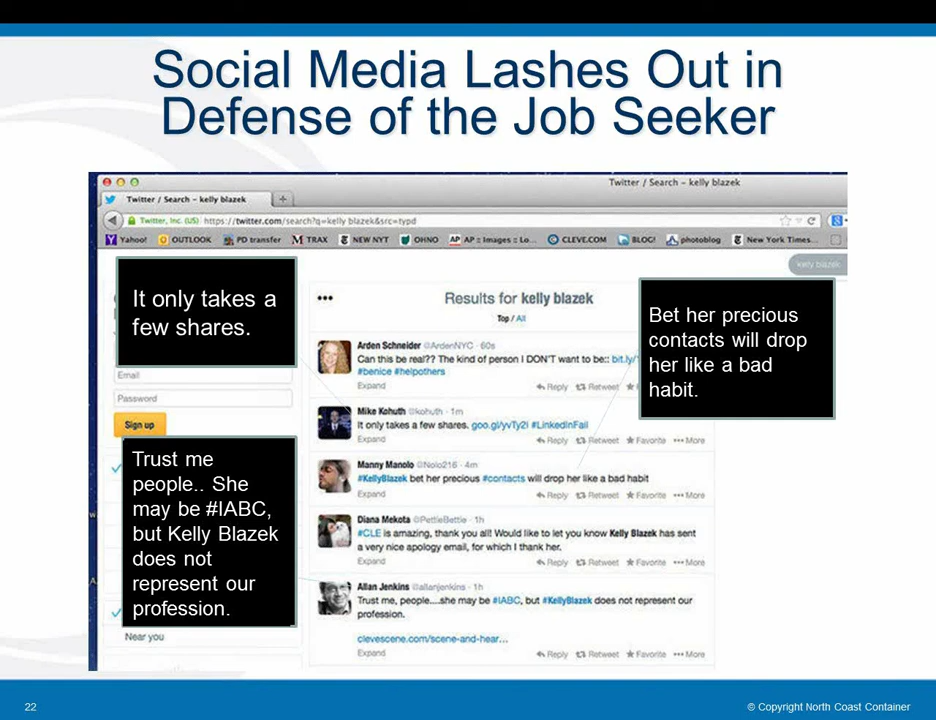 Social Media Lashes Out in
Defense of the Job Seeker
Twitter / Search – kelly blazek
Twitter / Search – kelly blazek
Twitter, Inc. (US) https://twitter.com/search?q=kelly blazek&src=typd
Yahoo! OUTLOOK PD transfer TRAX NEW NYT OHNO AP :: Images :: Lo... CLEVE.COM BLOG! photoblog New York Times...
kelly blazek
It only takes a
few shares.
Results for kelly blazek
Top / All
Bet her precious
contacts will drop
her like a bad
habit.
Email
Password
Sign up
Arden Schneider @ArdenNYC · 60s
Can this be real?? The kind of person I DON'T want to be:: bit.ly/
#benice #helpothers
Expand Reply Retweet
Mike Kohuth @kohuth · 1m
It only takes a few shares. goo.gl/yvTy2i #LinkedInFail
Expand Reply Retweet Favorite More
Trust me
people.. She
may be #IABC,
but Kelly Blazek
does not
represent our
profession.
Manny Manolo @Nolo216 · 4m
#KellyBlazek bet her precious #contacts will drop her like a bad habit
Expand Reply Retweet Favorite More
Diana Mekota @PettieBettie · 1h
#CLE is amazing, thank you all! Would like to let you know Kelly Blazek has sent
a very nice apology email, for which I thank her.
Expand Reply Retweet Favorite More
Allan Jenkins @allanjenkins · 1h
Trust me, people....she may be #IABC, but #KellyBlazek does not represent our
profession.
clevescene.com/scene-and-hear...
Expand Reply Retweet Favorite More
Near you
22
© Copyright North Coast Container